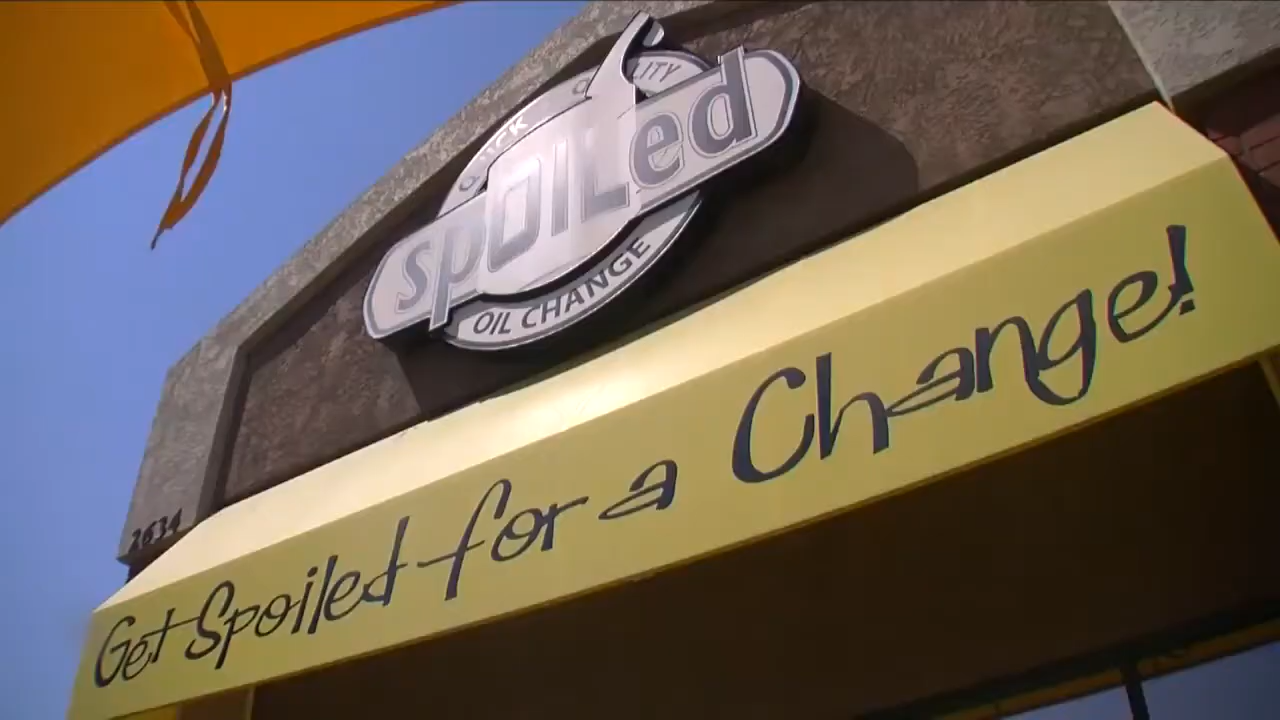 QUICK QUALITY
spOILed
OIL CHANGE
2634
Get Spoiled for a Change!